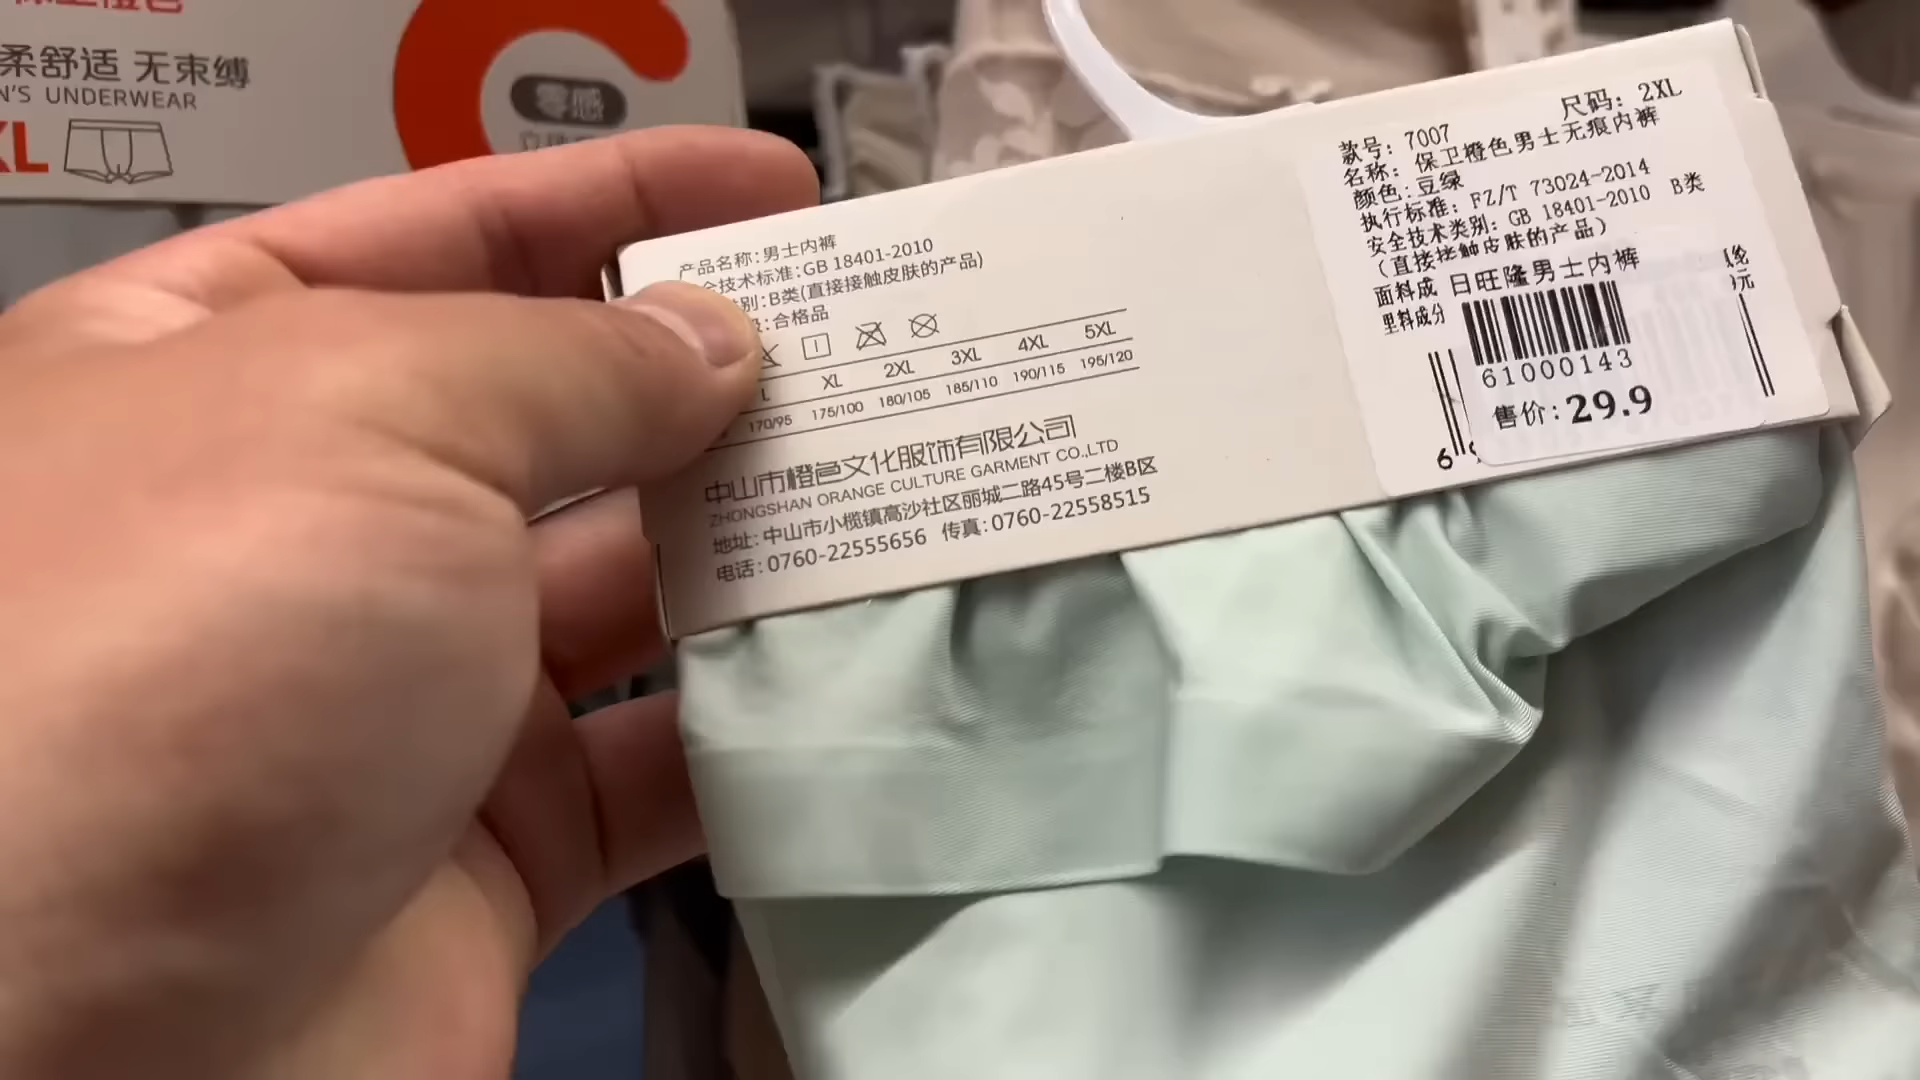 柔舒适 无束缚
N'S UNDERWEAR
XL
零感
产品名称:男士内裤
全技术标准:GB 18401-2010
别:B类(直接接触皮肤的产品)
级:合格品
L XL 2XL 3XL 4XL 5XL
170/95 175/100 180/105 185/110 190/115 195/120
中山市橙色文化服饰有限公司
ZHONGSHAN ORANGE CULTURE GARMENT CO.,LTD
地址:中山市小榄镇高沙社区丽城二路45号二楼B区
电话:0760-22555656 传真:0760-22558515
尺码: 2XL
款号: 7007
名称: 保卫橙色男士无痕内裤
颜色: 豆绿
执行标准: FZ/T 73024-2014
安全技术类别: GB 18401-2010 B类
(直接接触皮肤的产品)
面料成
里料成分
日旺隆男士内裤
61000143
售价: 29.9
6